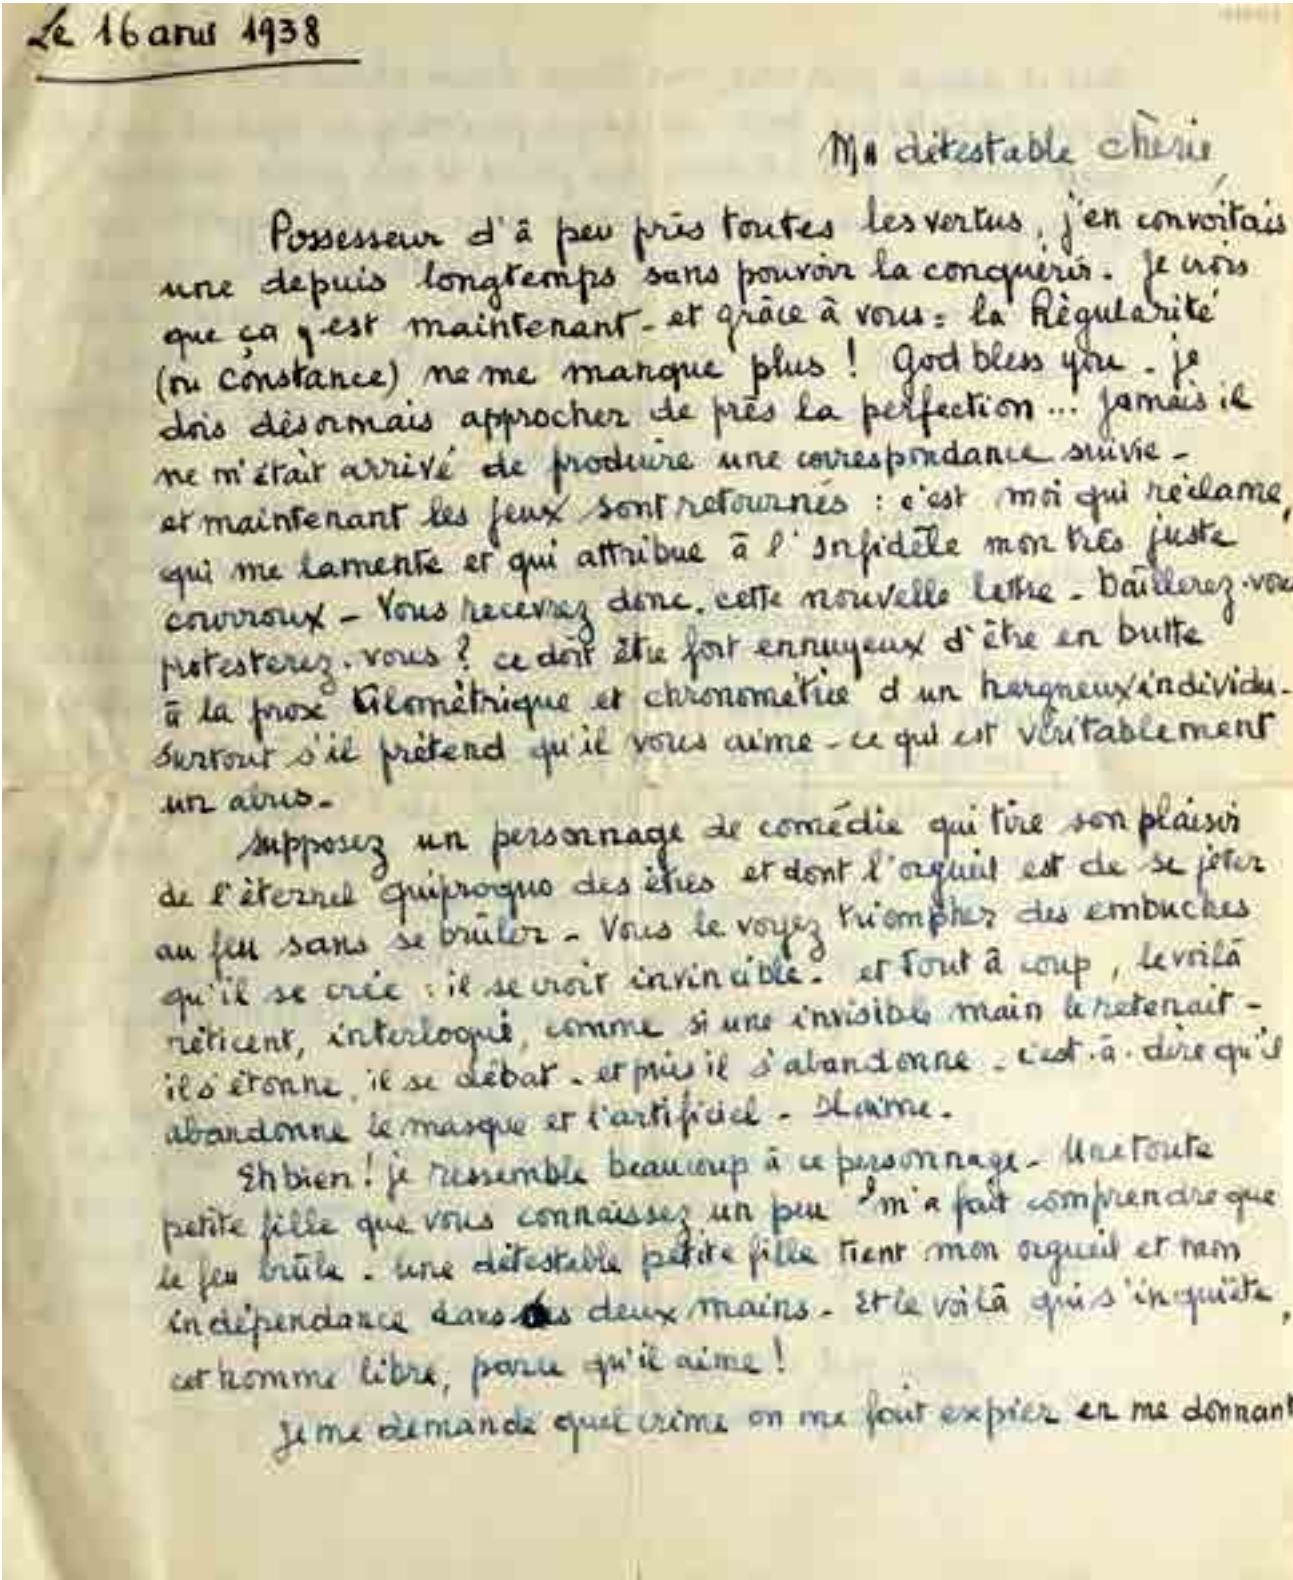 Le 16 avril 1938
Ma détestable chérie,
Possesseur d'à peu près toutes les vertus, j'en convoitais
une depuis longtemps sans pouvoir la conquérir. Je crois
que ça y est maintenant - et grâce à vous = la Régularité
(ou constance) ne me manque plus ! God bless you - je
dois désormais approcher de près la perfection... Jamais il
ne m'était arrivé de produire une correspondance suivie -
et maintenant les jeux sont retournés : c'est moi qui réclame,
qui me lamente et qui attribue à l'Infidèle mon très juste
courroux - Vous recevrez donc cette nouvelle lettre - Baillerez-vous
protesterez-vous ? ce doit être fort ennuyeux d'être en butte
à la prose kilométrique et chronométrée d'un hargneux individu -
surtout s'il prétend qu'il vous aime - ce qui est véritablement
un abus -
Supposez un personnage de comédie qui tire son plaisir
de l'éternel quiproquo des êtres et dont l'orgueil est de se jeter
au feu sans se brûler - Vous le voyez triompher des embuches
qu'il se crée : il se croit invincible - et tout à coup, le voilà
réticent, interloqué, comme si une invisible main le retenait -
il s'étonne, il se débat - et puis il s'abandonne - c'est-à-dire qu'il
abandonne le masque et l'artificiel - Il aime -
Eh bien ! je ressemble beaucoup à ce personnage - Une toute
petite fille que vous connaissez un peu m'a fait comprendre que
le feu brûle - une détestable petite fille tient mon orgueil et mon
indépendance dans ses deux mains - Et le voilà qui s'inquiète,
cet homme libre, parce qu'il aime !
Je me demande quel crime on me fait expier en me donnant